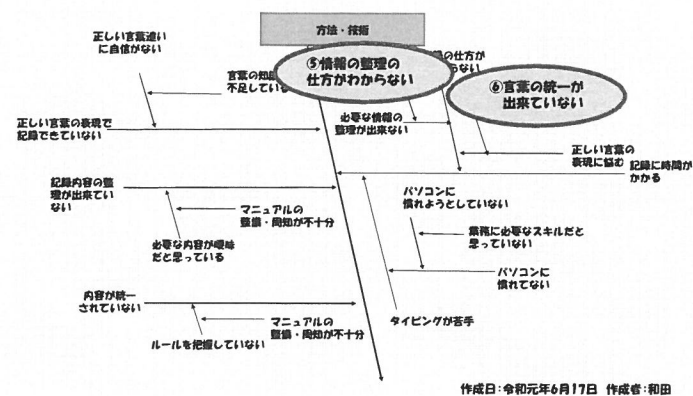 方法・技術
正しい言葉遣い
に自信がない
⑤情報の整理の
仕方がわからない
の仕方が
らない
言葉の知
不足してい
⑥言葉の統一が
出来ていない
正しい言葉の表現で
記録できていない
必要な情報の
整理が出来ない
正しい言葉の
表現に悩む
記録に時間が
かかる
記録内容の整
理が出来てい
ない
パソコンに
慣れようとしていない
マニュアルの
整備・周知が不十分
業務に必要なスキルだと
思っていない
必要な内容が曖昧
だと思っている
パソコンに
慣れてない
内容が統一
されていない
マニュアルの
整備・周知が不十分
タイピングが苦手
ルールを把握していない
作成日:令和元年6月17日 作成者:和田